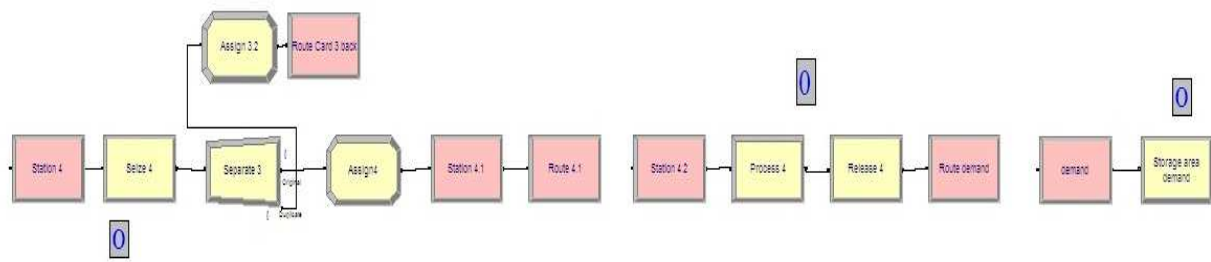 Assign 3.2
Route Card 3 back
0
0
Station 4
Seize 4
Separate 3
Original
Duplicate
Assign4
Station 4.1
Route 4.1
Station 4.2
Process 4
Release 4
Route demand
demand
Storage area
demand
0